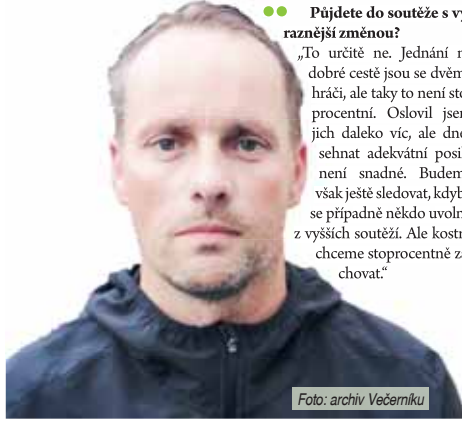 Půjdete do soutěže s vý
raznější změnou?
„To určitě ne. Jednání n
dobré cestě jsou se dvěm
hráči, ale taky to není sto
procentní. Oslovil jsem
jich daleko víc, ale dne
sehnat adekvátní posil
není snadné. Budem
však ještě sledovat, kdyb
se případně někdo uvoln
z vyšších soutěží. Ale kostr
chceme stoprocentně za
chovat.“
Foto: archiv Večerníku